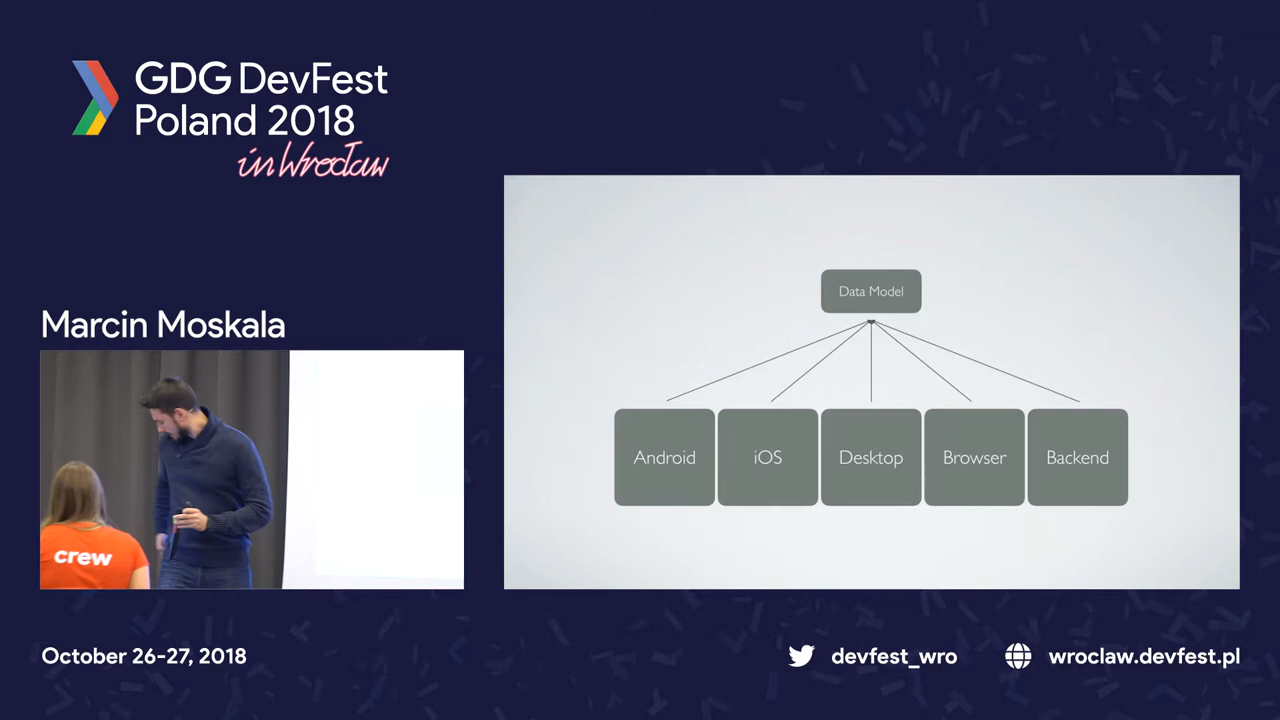 GDG DevFest
Poland 2018
in Wrocław
Marcin Moskala
crew
Data Model
Android
iOS
Desktop
Browser
Backend
October 26-27, 2018
devfest_wro
wroclaw.devfest.pl